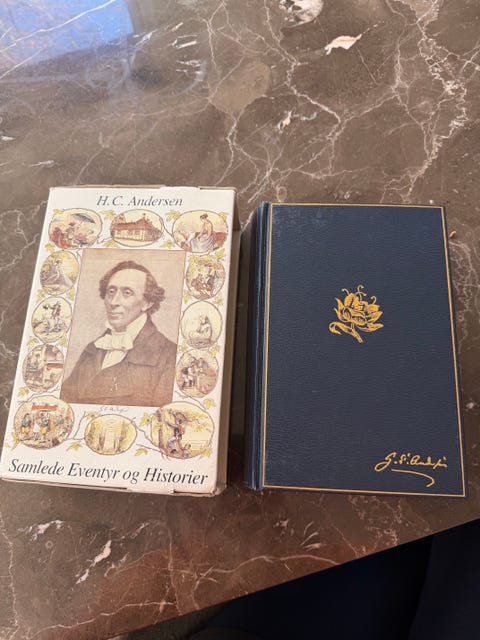 H.C. Andersen
Samlede Eventyr og Historier